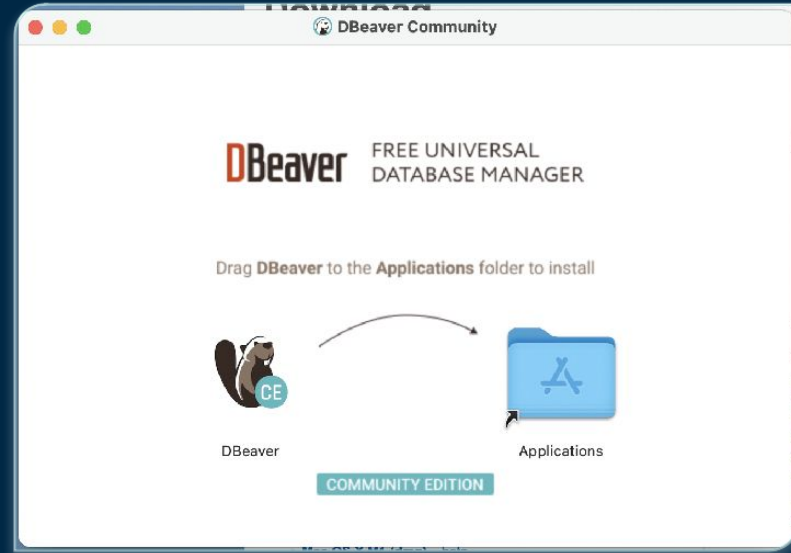 Download
DBeaver Community
DBeaver
FREE UNIVERSAL
DATABASE MANAGER
Drag DBeaver to the Applications folder to install
CE
DBeaver
Applications
COMMUNITY EDITION